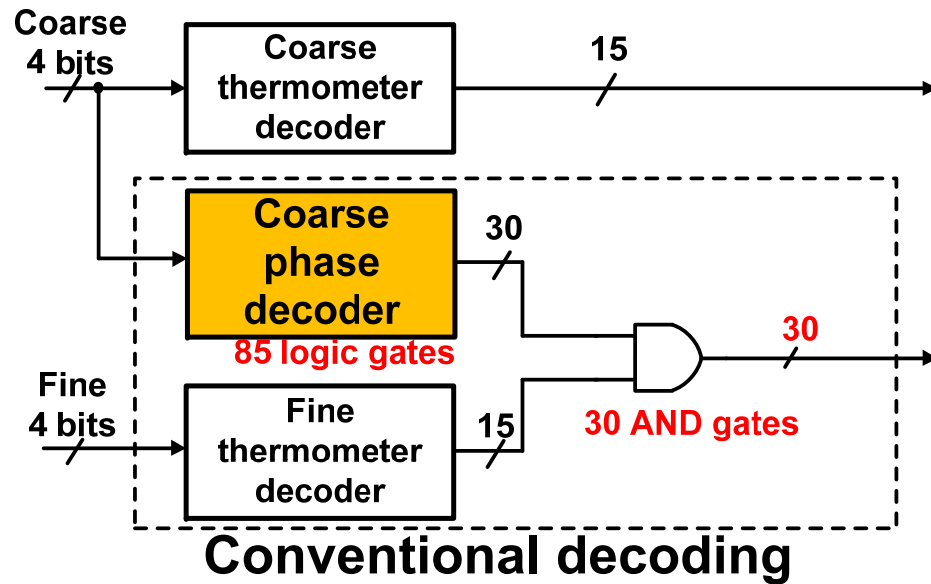 Coarse
4 bits
Coarse
thermometer
decoder
15
Coarse
phase
decoder
85 logic gates
30
30
30 AND gates
Fine
4 bits
Fine
thermometer
decoder
15
Conventional decoding